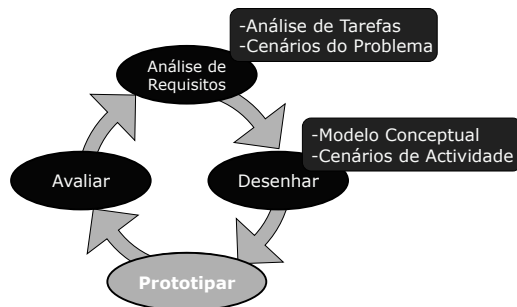 -Análise de Tarefas
-Cenários do Problema
Análise de
Requisitos
-Modelo Conceptual
-Cenários de Actividade
Avaliar
Desenhar
Prototipar